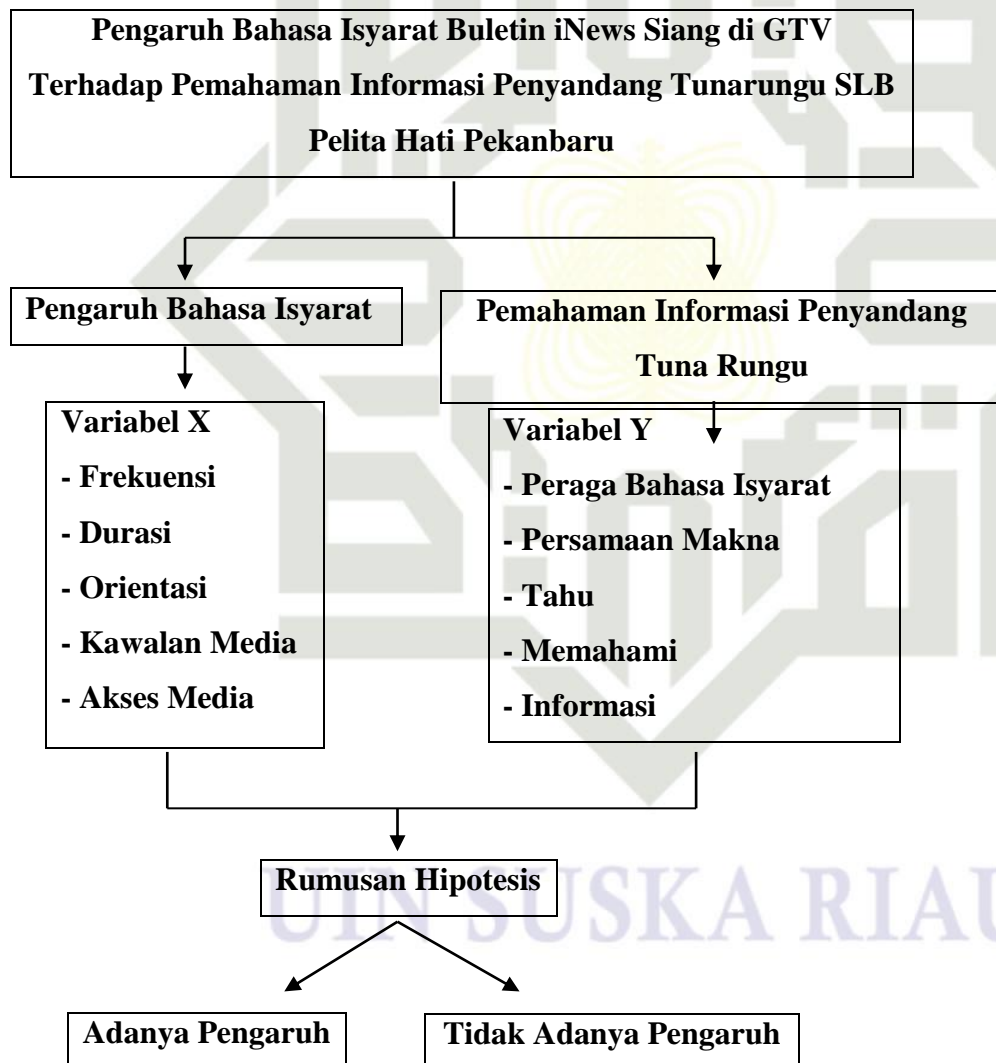 Pengaruh Bahasa Isyarat Buletin iNews Siang di GTV
Terhadap Pemahaman Informasi Penyandang Tunarungu SLB
Pelita Hati Pekanbaru
Pengaruh Bahasa Isyarat
Pemahaman Informasi Penyandang
Tuna Rungu
Variabel X
- Frekuensi
- Durasi
- Orientasi
- Kawalan Media
- Akses Media
Variabel Y
- Peraga Bahasa Isyarat
- Persamaan Makna
- Tahu
- Memahami
- Informasi
Rumusan Hipotesis
UIN SUSKA RIAU
Adanya Pengaruh
Tidak Adanya Pengaruh